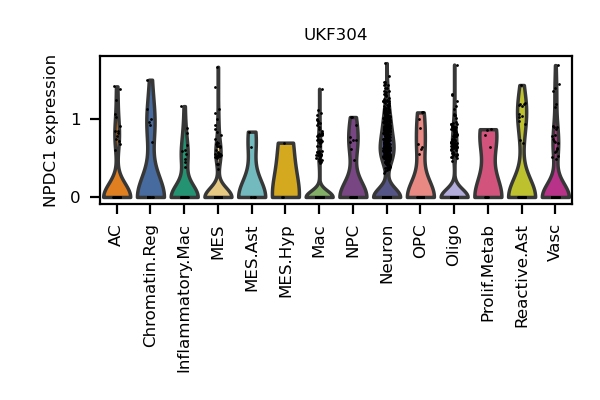 UKF304
NPDC1 expression
1
0
AC
Chromatin.Reg
Inflammatory.Mac
MES
MES.Ast
MES.Hyp
Mac
NPC
Neuron
OPC
Oligo
Prolif.Metab
Reactive.Ast
Vasc